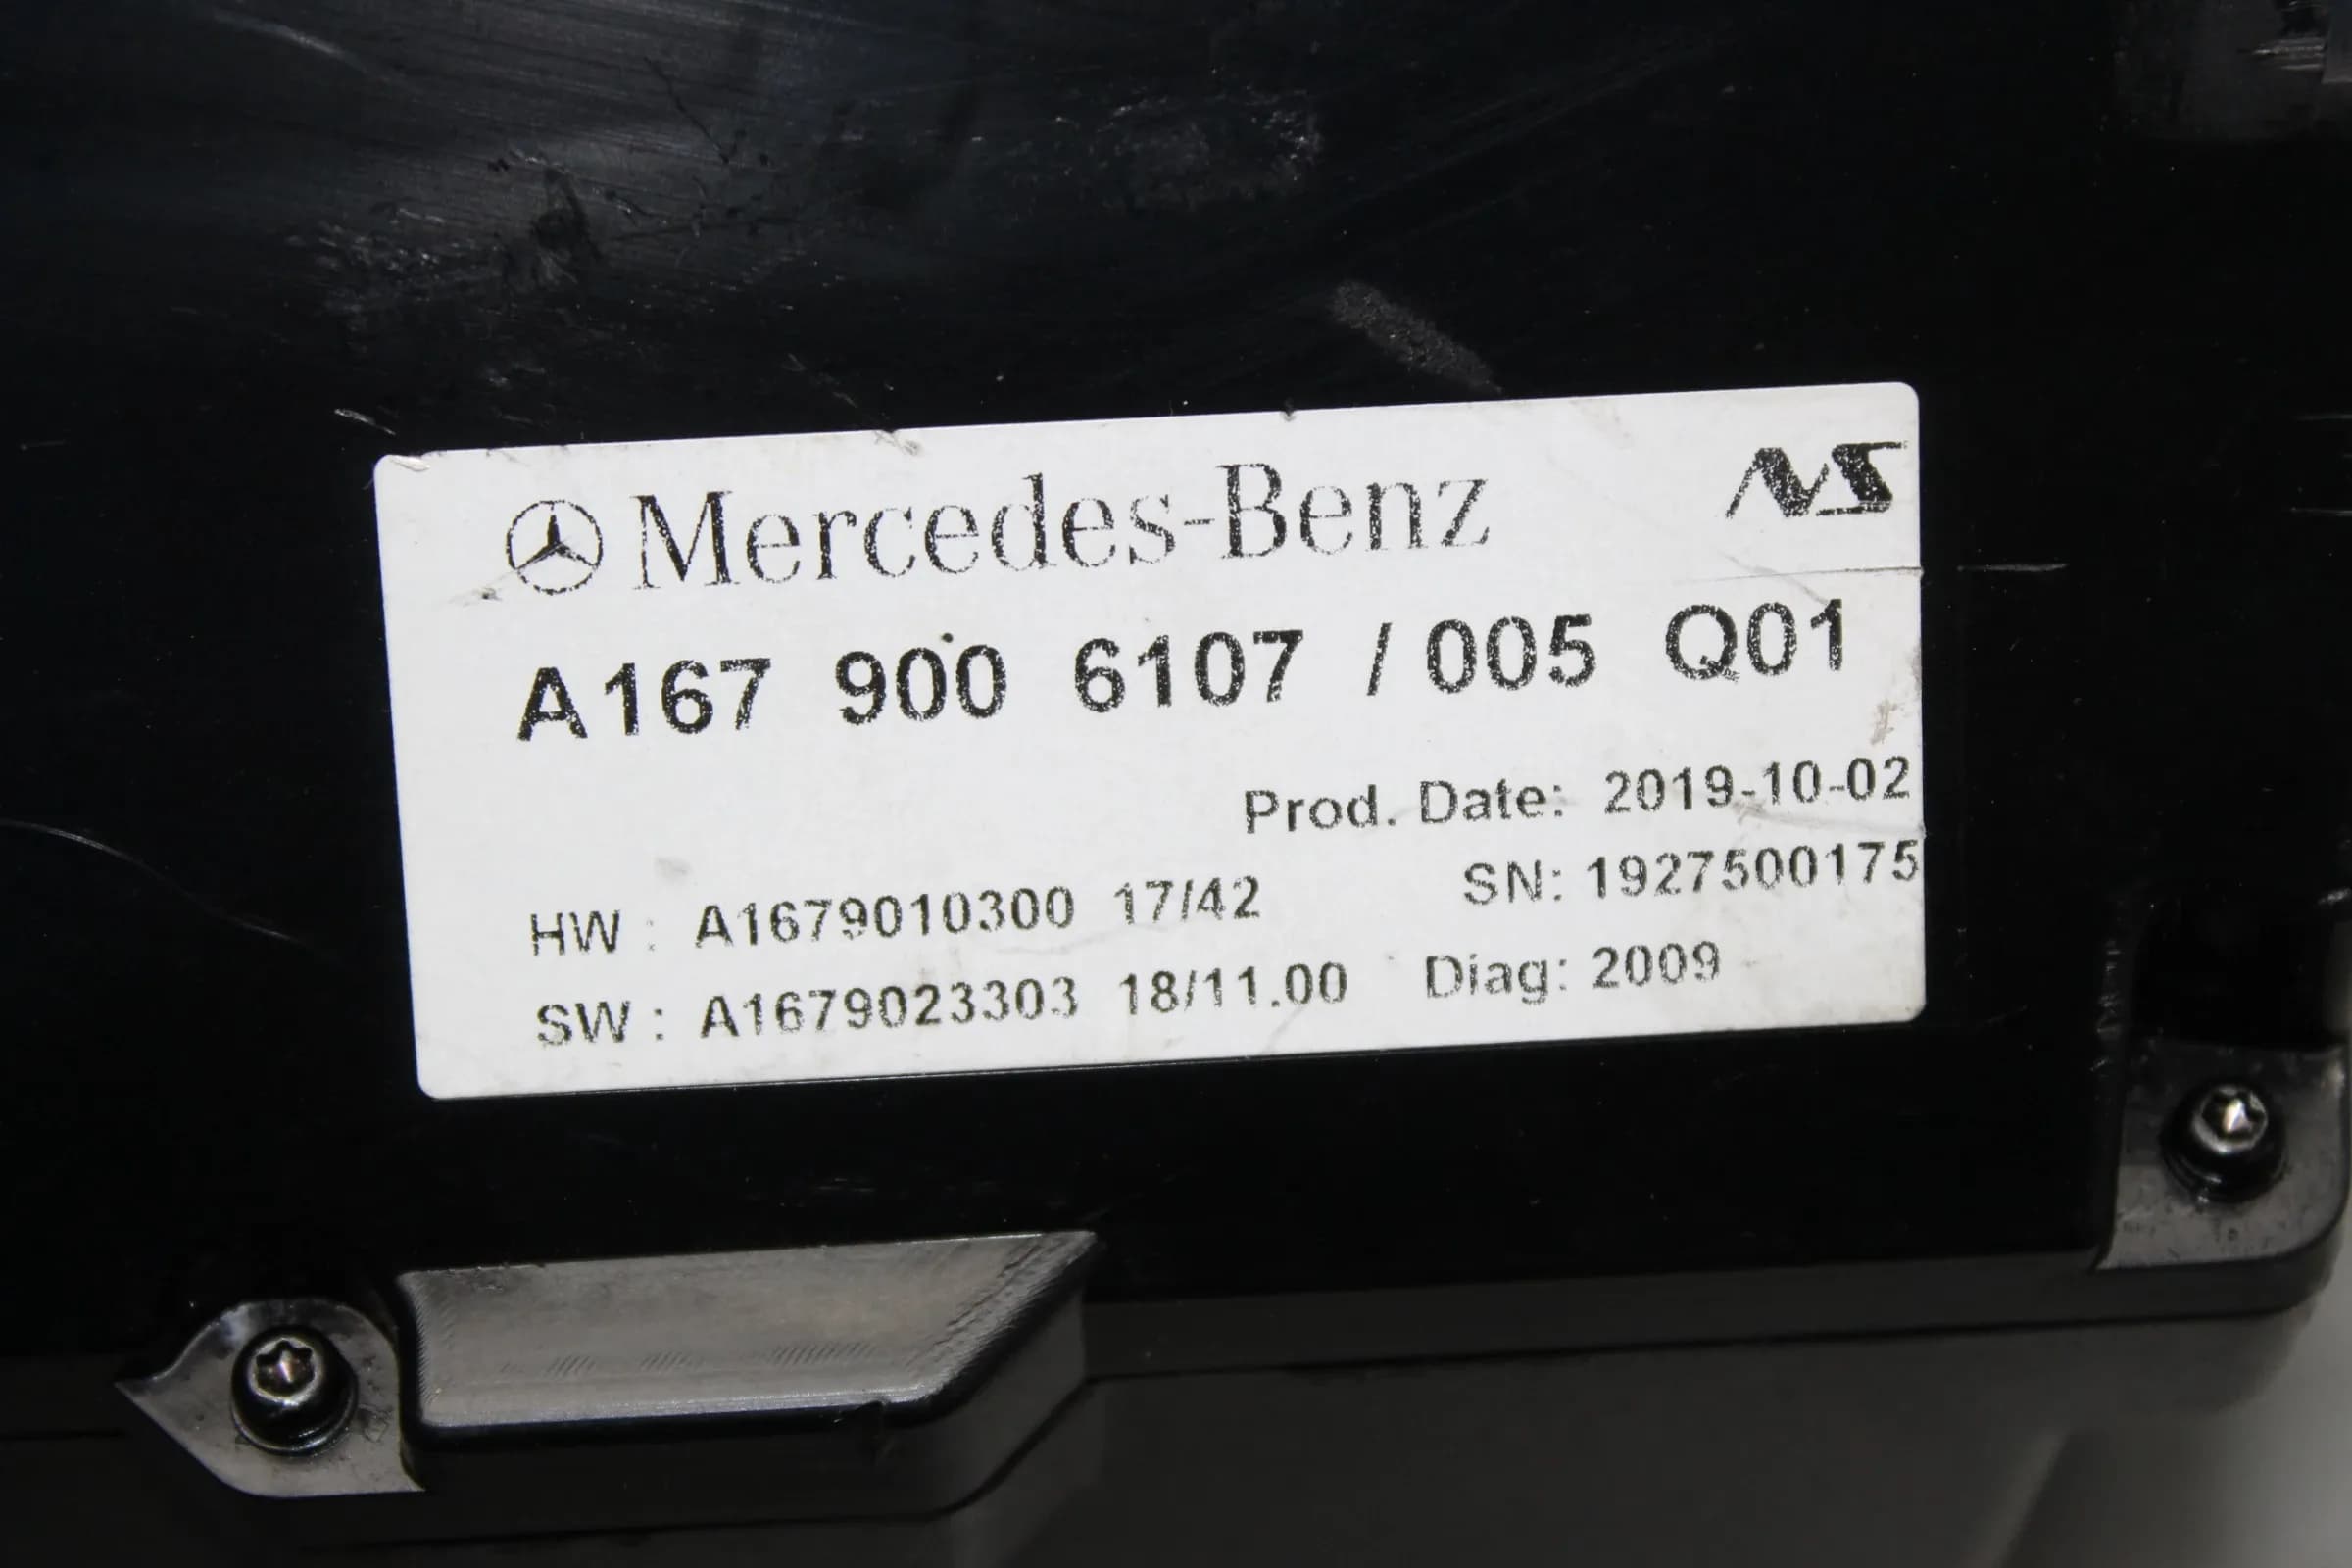 Mercedes-Benz NS
A167 900 6107 / 005 Q01
Prod. Date: 2019-10-02
HW : A1679010300 17/42 SN: 1927500175
SW : A1679023303 18/11.00 Diag: 2009